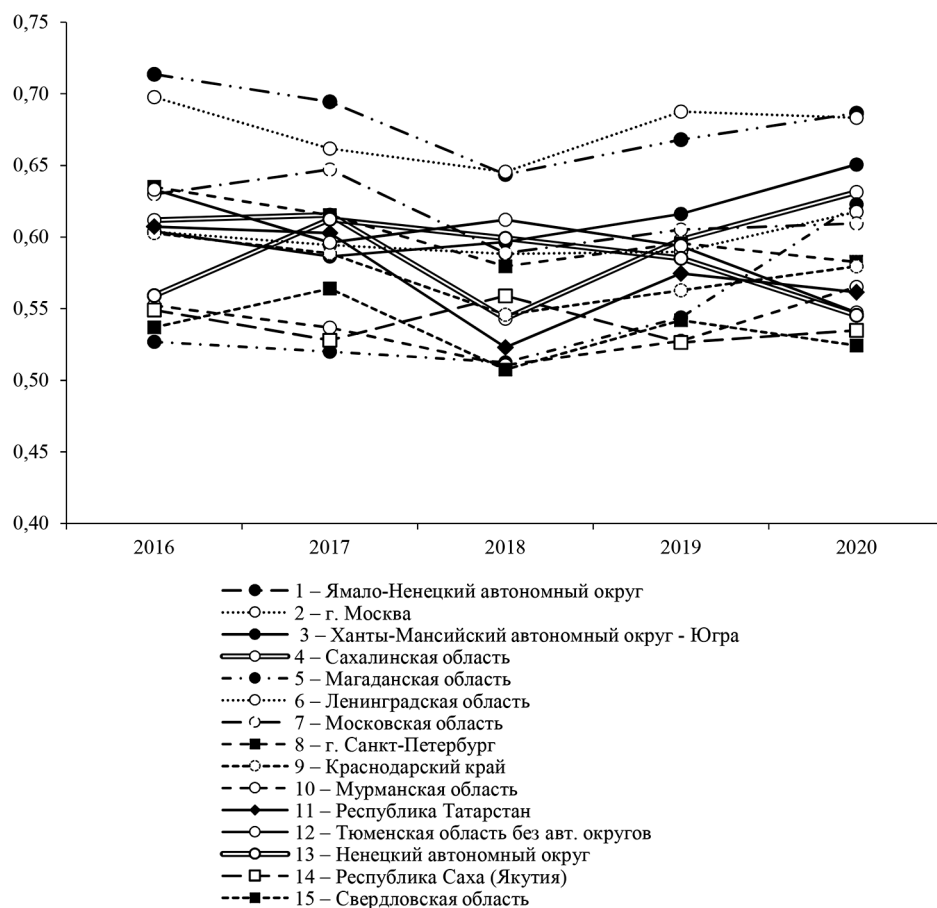 0,75
0,70
0,65
0,60
0,55
0,50
0,45
0,40
2016 2017 2018 2019 2020
1 – Ямало-Ненецкий автономный округ
2 – г. Москва
3 – Ханты-Мансийский автономный округ - Югра
4 – Сахалинская область
5 – Магаданская область
6 – Ленинградская область
7 – Московская область
8 – г. Санкт-Петербург
9 – Краснодарский край
10 – Мурманская область
11 – Республика Татарстан
12 – Тюменская область без авт. округов
13 – Ненецкий автономный округ
14 – Республика Саха (Якутия)
15 – Свердловская область